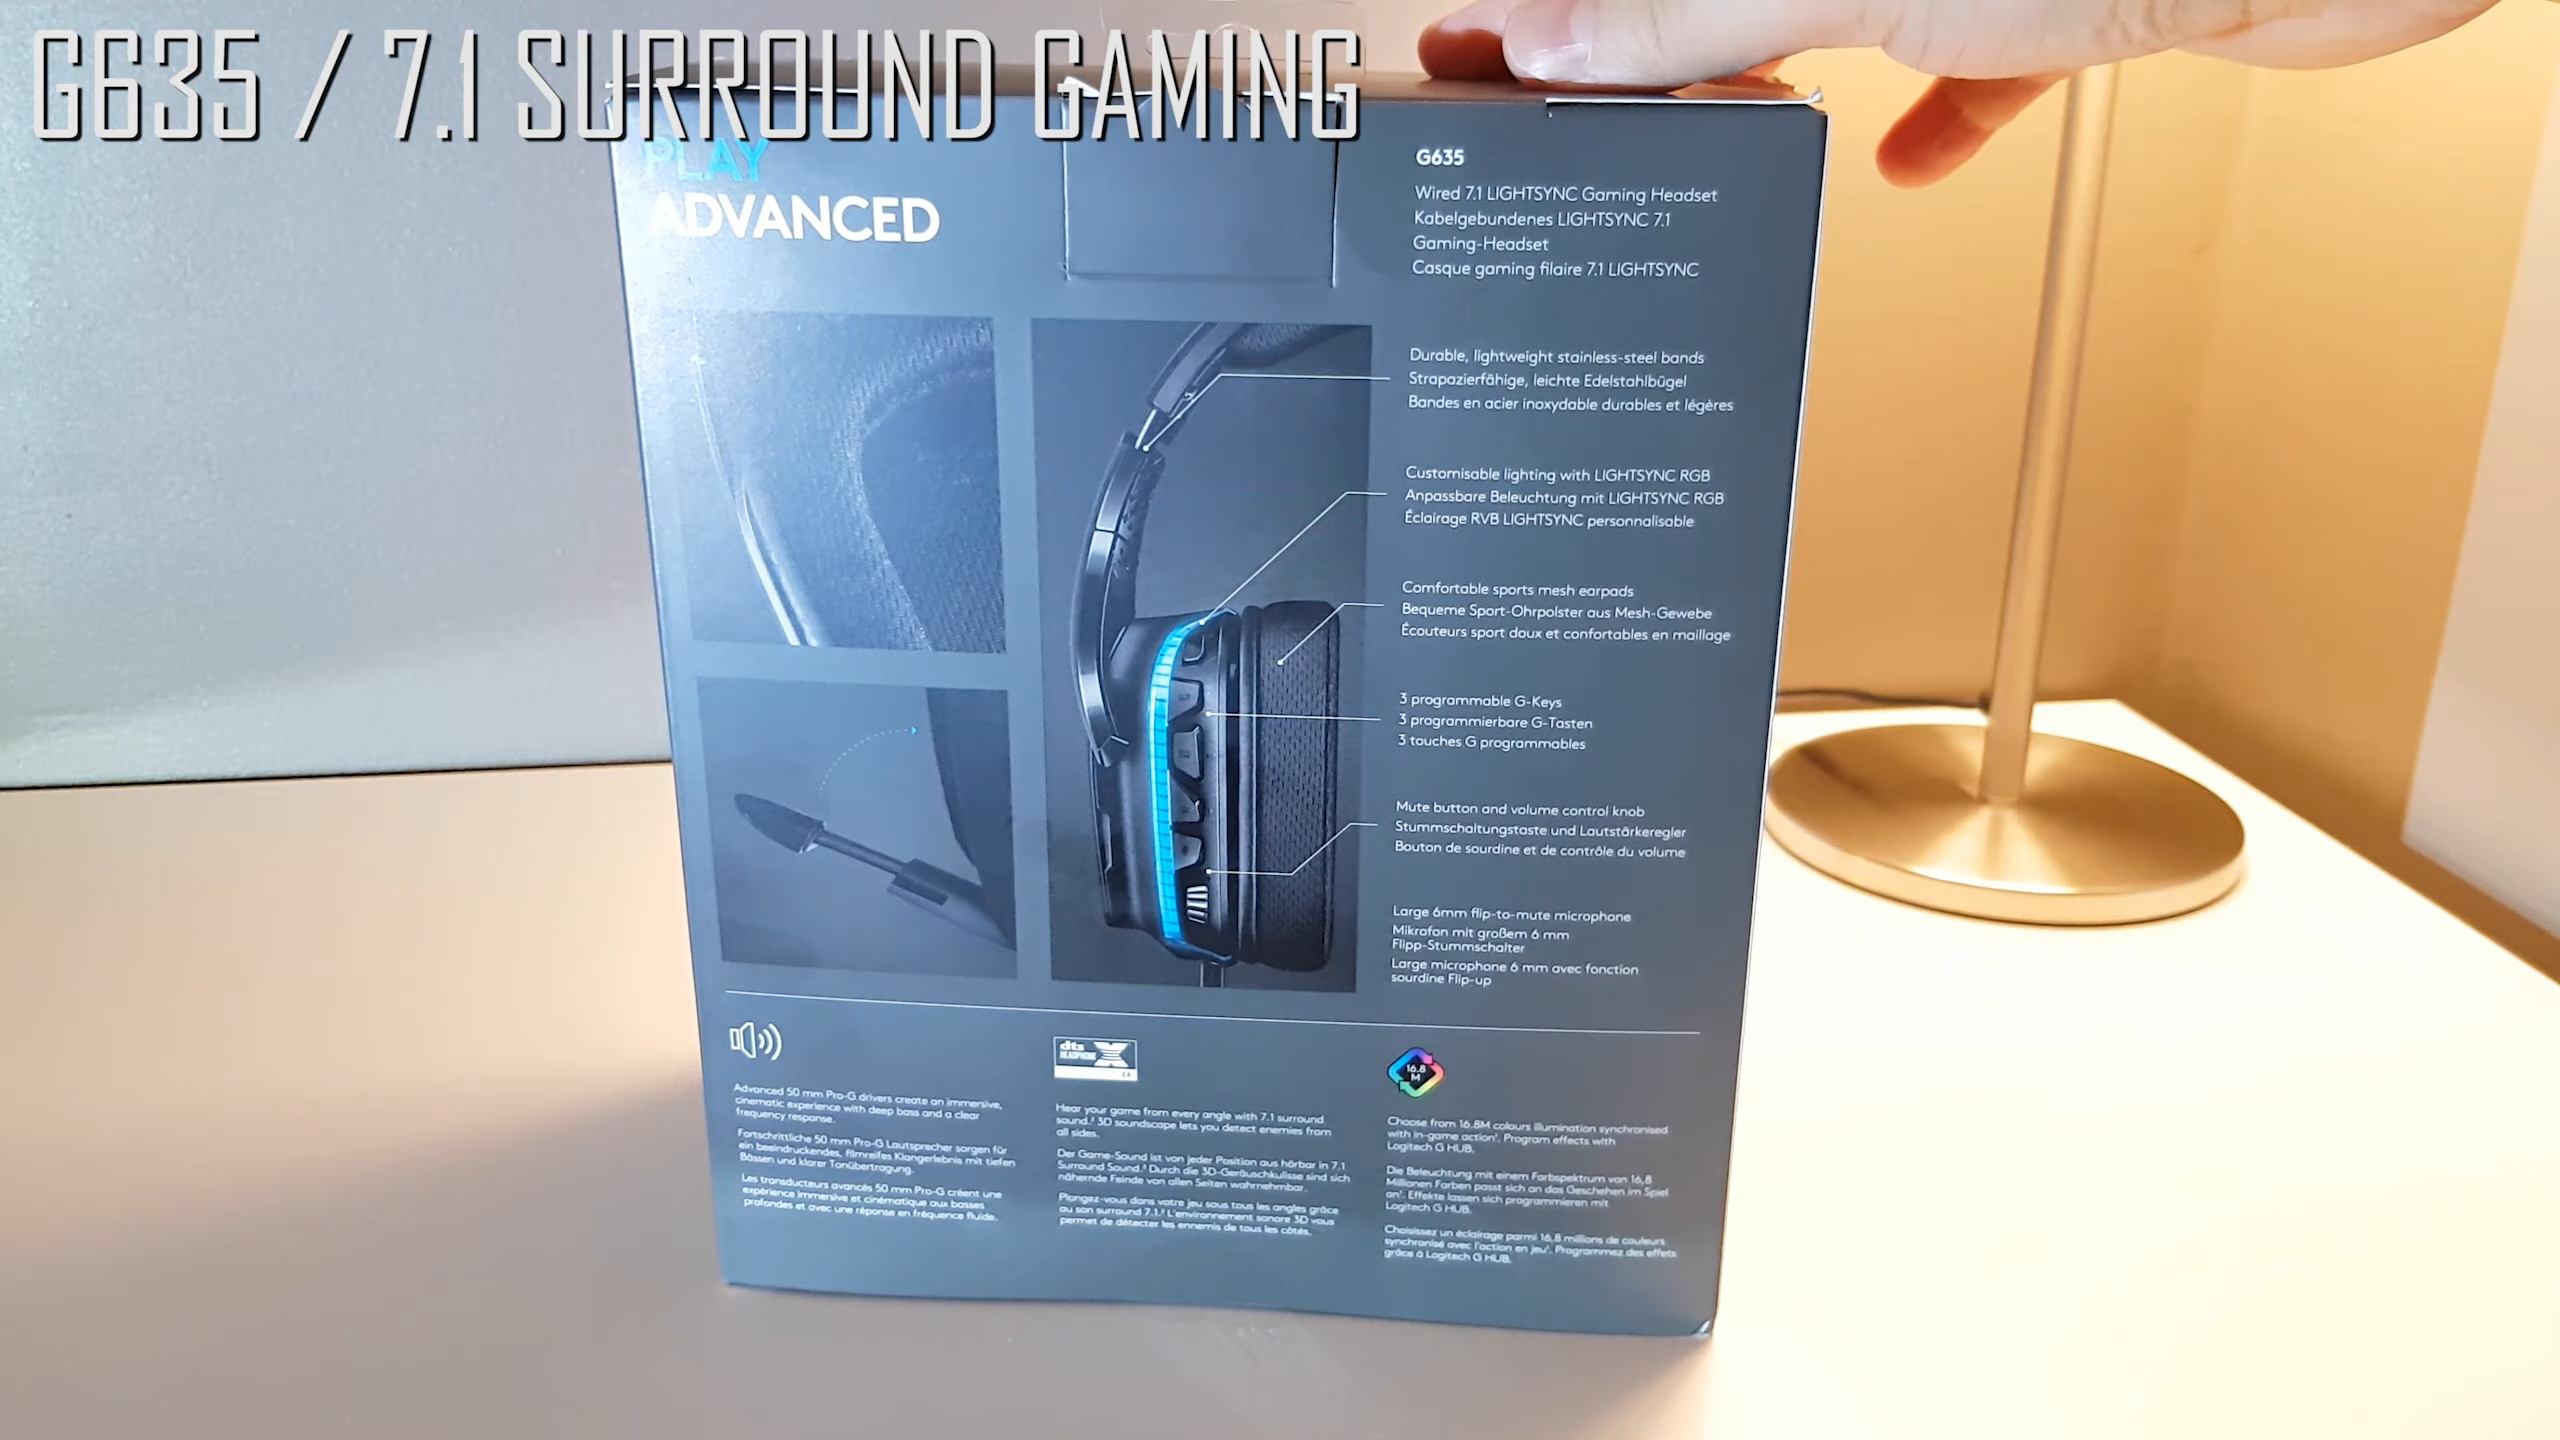 G635 / 7.1 SURROUND GAMING
PLAY
ADVANCED
G635
Wired 7.1 LIGHTSYNC Gaming Headset
Kabelgebundenes LIGHTSYNC 7.1
Gaming-Headset
Casque gaming filaire 7.1 LIGHTSYNC
Durable, lightweight stainless-steel bands
Strapazierfähige, leichte Edelstahlbügel
Bandes en acier inoxydable durables et légères
Customisable lighting with LIGHTSYNC RGB
Anpassbare Beleuchtung mit LIGHTSYNC RGB
Éclairage RVB LIGHTSYNC personnalisable
Comfortable sports mesh earpads
Bequeme Sport-Ohrpolster aus Mesh-Gewebe
Écouteurs sport doux et confortables en maillage
3 programmable G-Keys
3 programmierbare G-Tasten
3 touches G programmables
Mute button and volume control knob
Stummschaltungstaste und Lautstärkeregler
Bouton de sourdine et de contrôle du volume
Large 6mm flip-to-mute microphone
Mikrofon mit großem 6 mm
Flipp-Stummschalter
Large microphone 6 mm avec fonction
sourdine Flip-up
Advanced 50 mm Pro-G drivers create an immersive,
cinematic experience with deep bass and a clear
frequency response.
Fortschrittliche 50 mm Pro-G Lautsprecher sorgen für
ein beeindruckendes, filmreifes Klangerlebnis mit tiefen
Bässen und klarer Tonübertragung.
Les transducteurs avancés 50 mm Pro-G créent une
expérience immersive et cinématique aux basses
profondes et avec une réponse en fréquence fluide.
dts
HEADPHONE X
Hear your game from every angle with 7.1 surround
sound.² 3D soundscape lets you detect enemies from
all sides.
Der Game-Sound ist von jeder Position aus hörbar in 7.1
Surround Sound.² Durch die 3D-Geräuschkulisse sind sich
nähernde Feinde von allen Seiten wahrnehmbar.
Plongez-vous dans votre jeu sous tous les angles grâce
au son surround 7.1.² L'environnement sonore 3D vous
permet de détecter les ennemis de tous les côtés.
16.8
M
Choose from 16.8M colours illumination synchronised
with in-game action¹. Program effects with
Logitech G HUB.
Die Beleuchtung mit einem Farbspektrum von 16,8
Millionen Farben passt sich an das Geschehen im Spiel
an¹. Effekte lassen sich programmieren mit
Logitech G HUB.
Choisissez un éclairage parmi 16,8 millions de couleurs
synchronisé avec l'action en jeu¹. Programmez des effets
grâce à Logitech G HUB.